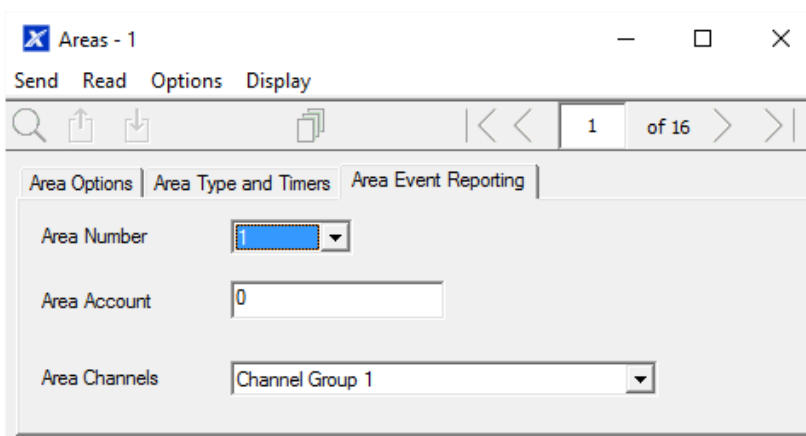 Areas - 1
Send Read Options Display
1 of 16
Area Options Area Type and Timers Area Event Reporting
Area Number 1
Area Account 0
Area Channels Channel Group 1